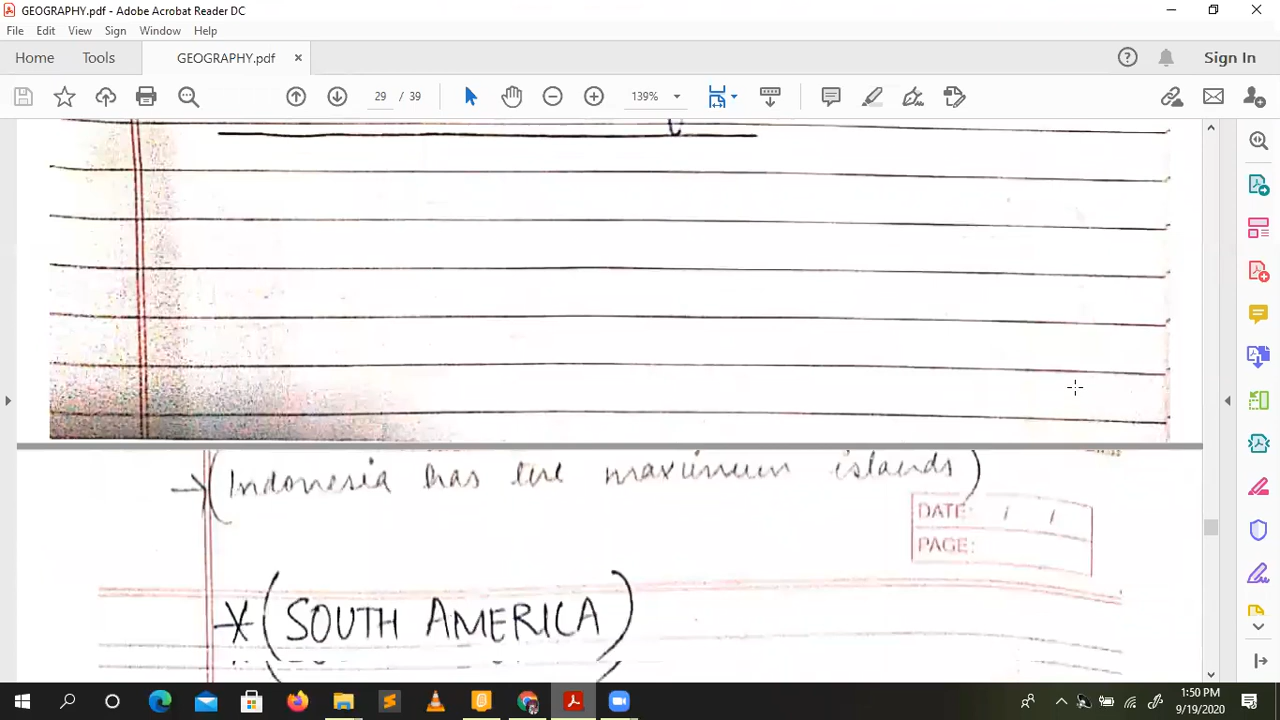 GEOGRAPHY.pdf - Adobe Acrobat Reader DC
File Edit View Sign Window Help
Home Tools GEOGRAPHY.pdf × Sign In
29 / 39 139%
→ (Indonesia has the maximum islands)
DATE: / /
PAGE:
* (SOUTH AMERICA)
1:50 PM
9/19/2020